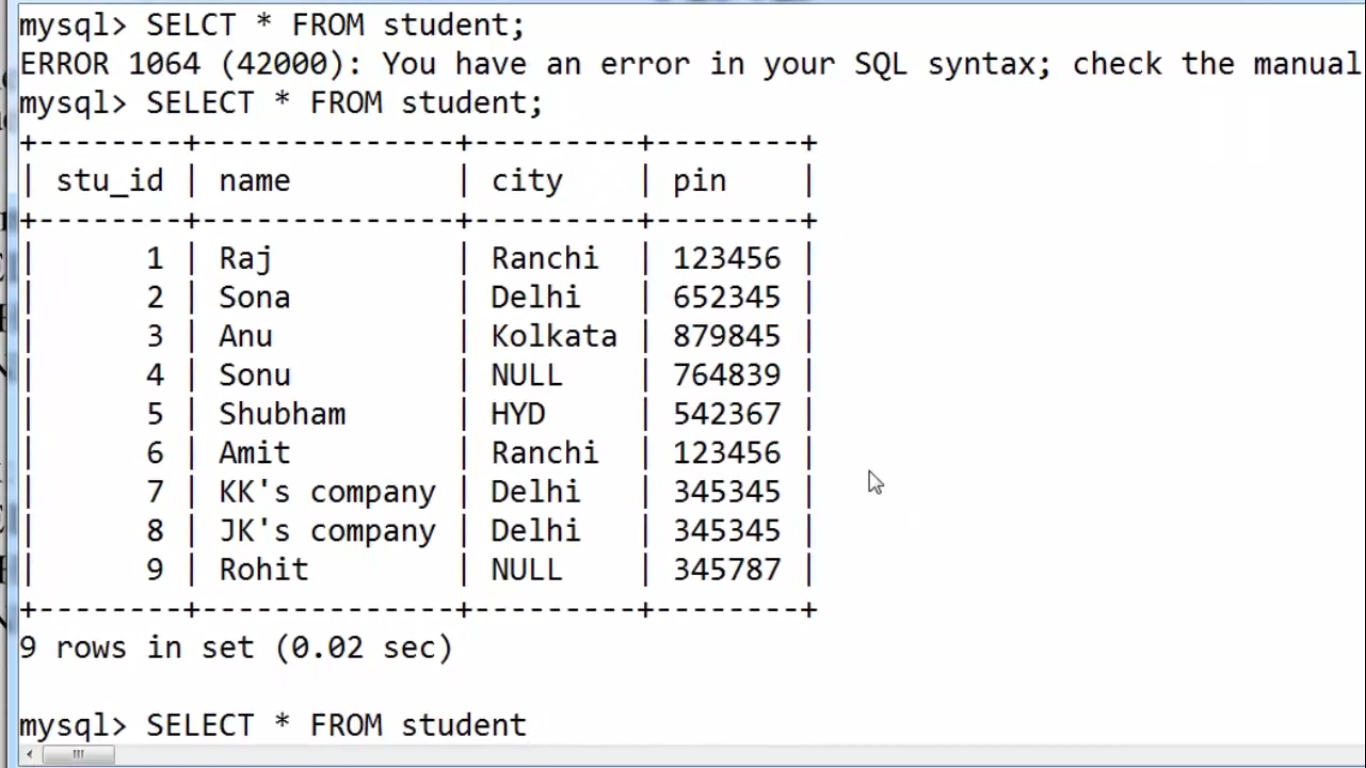 mysql> SELCT * FROM student;
ERROR 1064 (42000): You have an error in your SQL syntax; check the manual
mysql> SELECT * FROM student;
+--------+--------------+---------+--------+
| stu_id | name         | city    | pin    |
+--------+--------------+---------+--------+
|      1 | Raj          | Ranchi  | 123456 |
|      2 | Sona         | Delhi   | 652345 |
|      3 | Anu          | Kolkata | 879845 |
|      4 | Sonu         | NULL    | 764839 |
|      5 | Shubham      | HYD     | 542367 |
|      6 | Amit         | Ranchi  | 123456 |
|      7 | KK's company | Delhi   | 345345 |
|      8 | JK's company | Delhi   | 345345 |
|      9 | Rohit        | NULL    | 345787 |
+--------+--------------+---------+--------+
9 rows in set (0.02 sec)
mysql> SELECT * FROM student